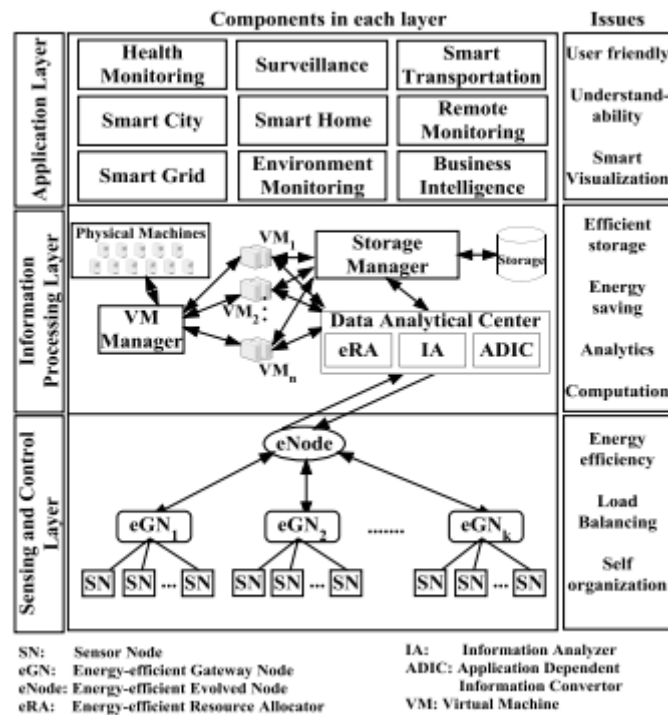 Components in each layer
Issues
Application Layer
Health
Monitoring
Surveillance
Smart
Transportation
Smart City
Smart Home
Remote
Monitoring
Smart Grid
Environment
Monitoring
Business
Intelligence
User friendly
Understand-
ability
Smart
Visualization
Information
Processing Layer
Physical Machines
VM1
Storage
Manager
Storage
VM
Manager
VM2
VMn
Data Analytical Center
eRA
IA
ADIC
Efficient
storage
Energy
saving
Analytics
Computation
Sensing and Control
Layer
eNode
eGN1
eGN2
.......
eGNk
SN SN ... SN
SN SN ... SN
SN SN ... SN
Energy
efficiency
Load
Balancing
Self
organization
SN: Sensor Node
eGN: Energy-efficient Gateway Node
eNode: Energy-efficient Evolved Node
eRA: Energy-efficient Resource Allocator
IA: Information Analyzer
ADIC: Application Dependent
Information Convertor
VM: Virtual Machine